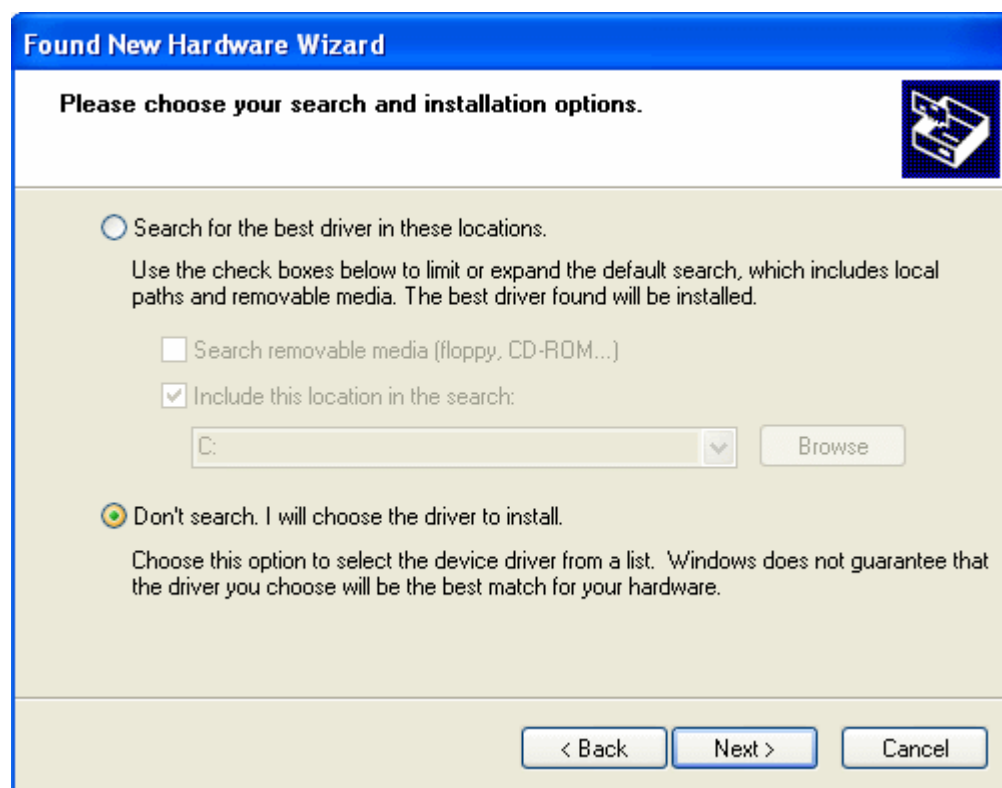 Found New Hardware Wizard
Please choose your search and installation options.
Search for the best driver in these locations.
Use the check boxes below to limit or expand the default search, which includes local
paths and removable media. The best driver found will be installed.
Search removable media (floppy, CD-ROM...)
Include this location in the search:
C:
Browse
Don't search. I will choose the driver to install.
Choose this option to select the device driver from a list.  Windows does not guarantee that
the driver you choose will be the best match for your hardware.
< Back
Next >
Cancel